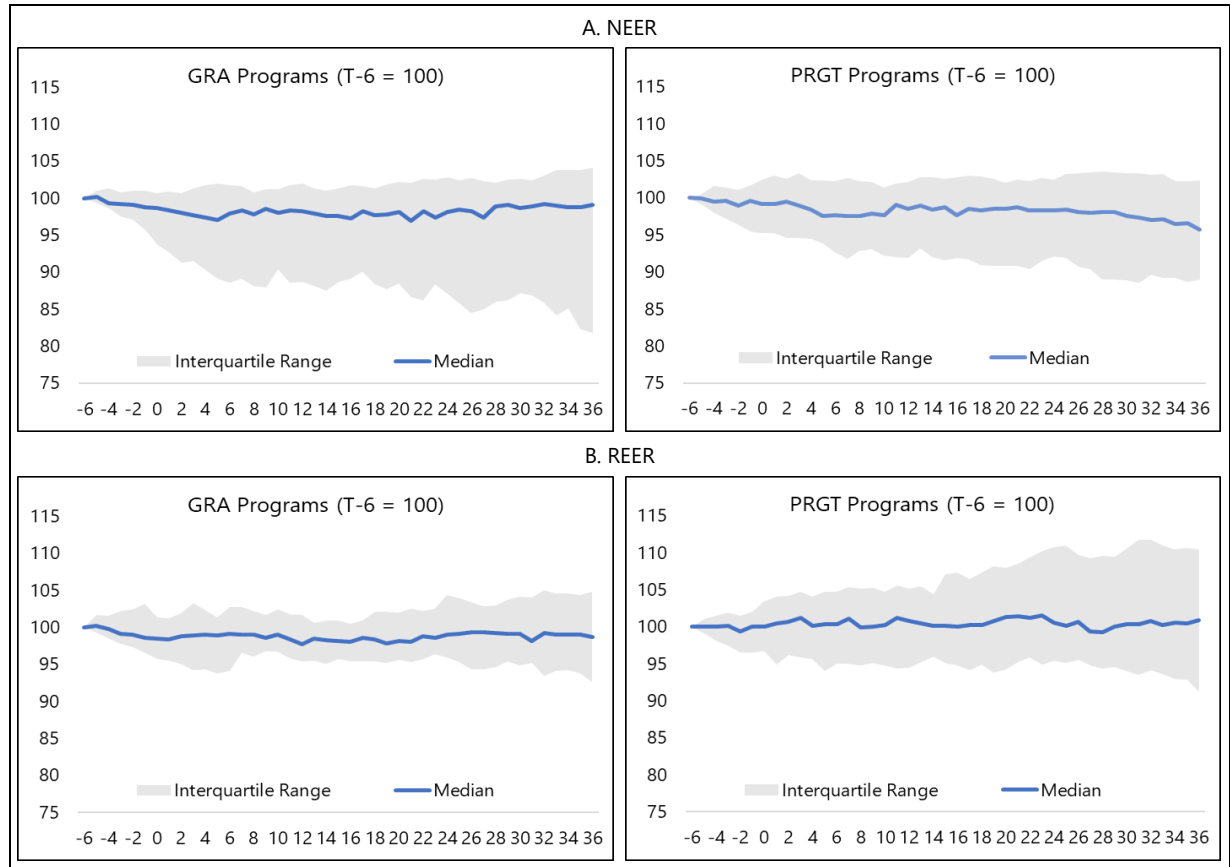 A. NEER
GRA Programs (T-6 = 100)
115
110
105
100
95
90
85
80
75
Interquartile Range
Median
-6 -4 -2 0 2 4 6 8 10 12 14 16 18 20 22 24 26 28 30 32 34 36
PRGT Programs (T-6 = 100)
115
110
105
100
95
90
85
80
75
Interquartile Range
Median
-6 -4 -2 0 2 4 6 8 10 12 14 16 18 20 22 24 26 28 30 32 34 36
B. REER
GRA Programs (T-6 = 100)
115
110
105
100
95
90
85
80
75
Interquartile Range
Median
-6 -4 -2 0 2 4 6 8 10 12 14 16 18 20 22 24 26 28 30 32 34 36
PRGT Programs (T-6 = 100)
115
110
105
100
95
90
85
80
75
Interquartile Range
Median
-6 -4 -2 0 2 4 6 8 10 12 14 16 18 20 22 24 26 28 30 32 34 36